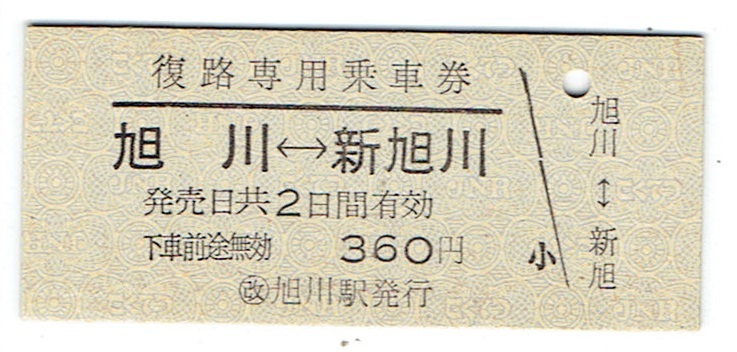 復路専用乗車券
旭川↔新旭川
発売日共2日間有効
下車前途無効 360円
㊢旭川駅発行
小
旭川↕新旭